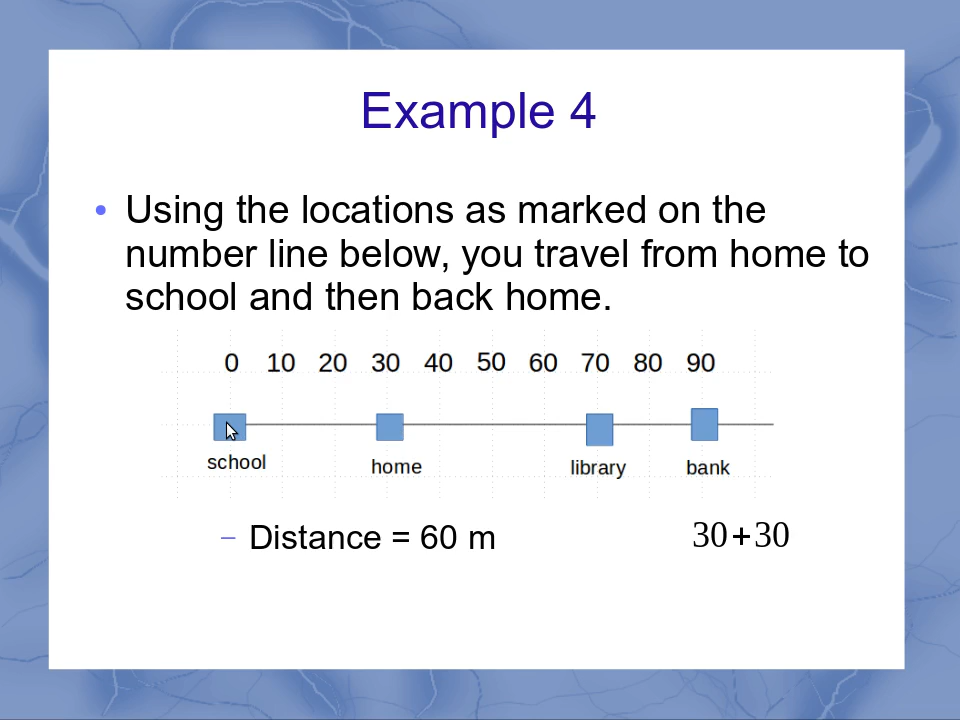 Example 4
• Using the locations as marked on the
number line below, you travel from home to
school and then back home.
0 10 20 30 40 50 60 70 80 90
school home library bank
– Distance = 60 m 30+30